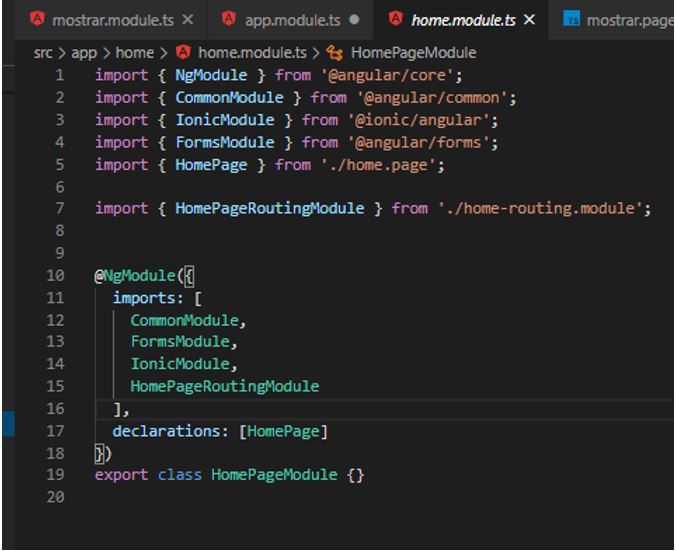 mostrar.module.ts × app.module.ts ● home.module.ts × mostrar.page
src > app > home > home.module.ts > HomePageModule
1 import { NgModule } from '@angular/core';
2 import { CommonModule } from '@angular/common';
3 import { IonicModule } from '@ionic/angular';
4 import { FormsModule } from '@angular/forms';
5 import { HomePage } from './home.page';
6
7 import { HomePageRoutingModule } from './home-routing.module';
8
9
10 @NgModule({
11   imports: [
12     CommonModule,
13     FormsModule,
14     IonicModule,
15     HomePageRoutingModule
16   ],
17   declarations: [HomePage]
18 })
19 export class HomePageModule {}
20